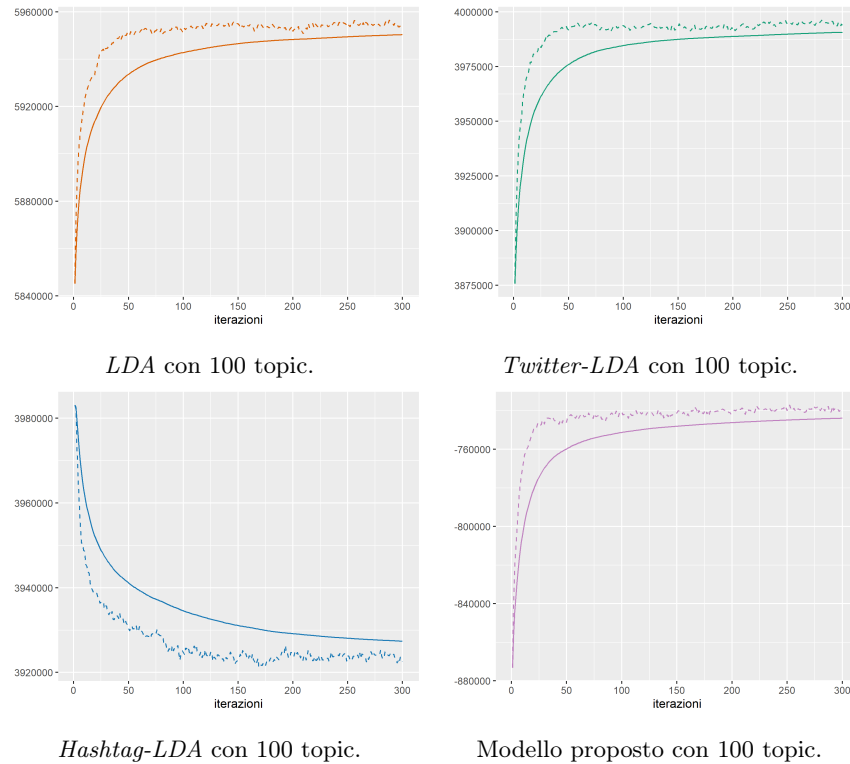 5960000
5920000
5880000
5840000
0 50 100 150 200 250 300
iterazioni
LDA con 100 topic.
4000000
3975000
3950000
3925000
3900000
3875000
0 50 100 150 200 250 300
iterazioni
Twitter-LDA con 100 topic.
3980000
3960000
3940000
3920000
0 50 100 150 200 250 300
iterazioni
Hashtag-LDA con 100 topic.
-760000
-800000
-840000
-880000
0 50 100 150 200 250 300
iterazioni
Modello proposto con 100 topic.